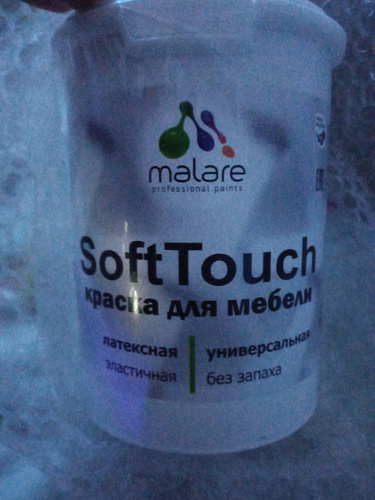 malare
professional paints
SoftTouch
краска для мебели
латексная
эластичная
универсальная
без запаха